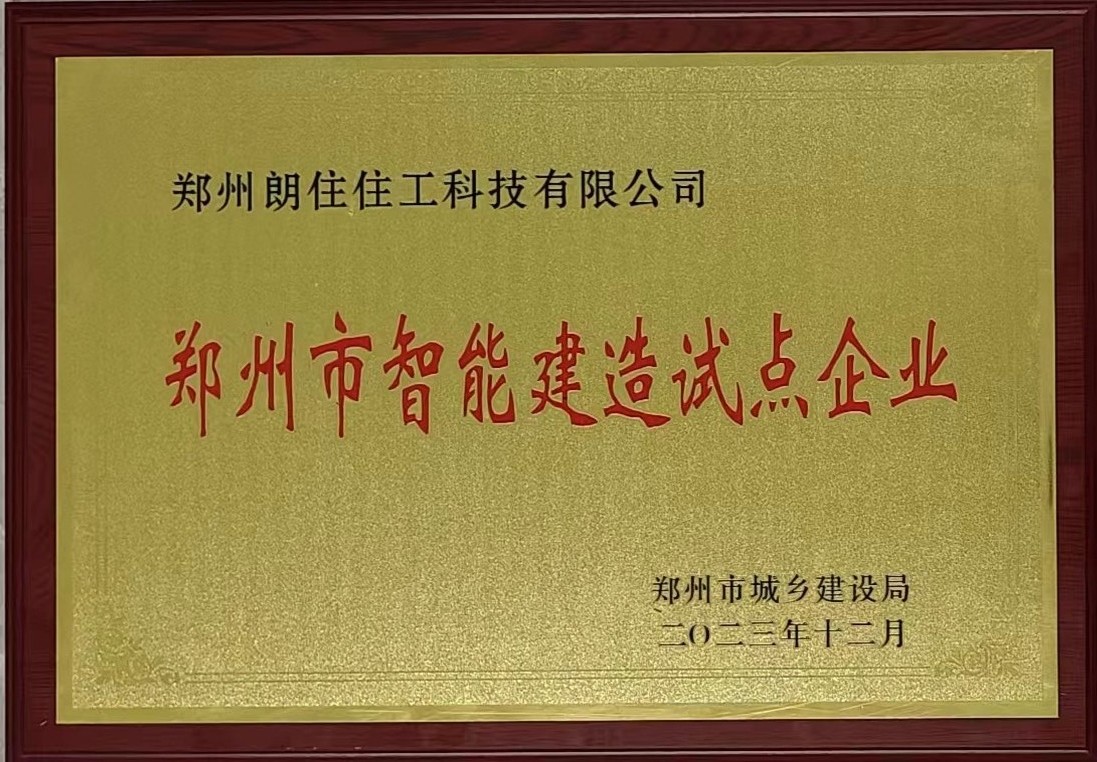 郑州朗住住工科技有限公司
郑州市智能建造试点企业
郑州市城乡建设局
二〇二三年十二月